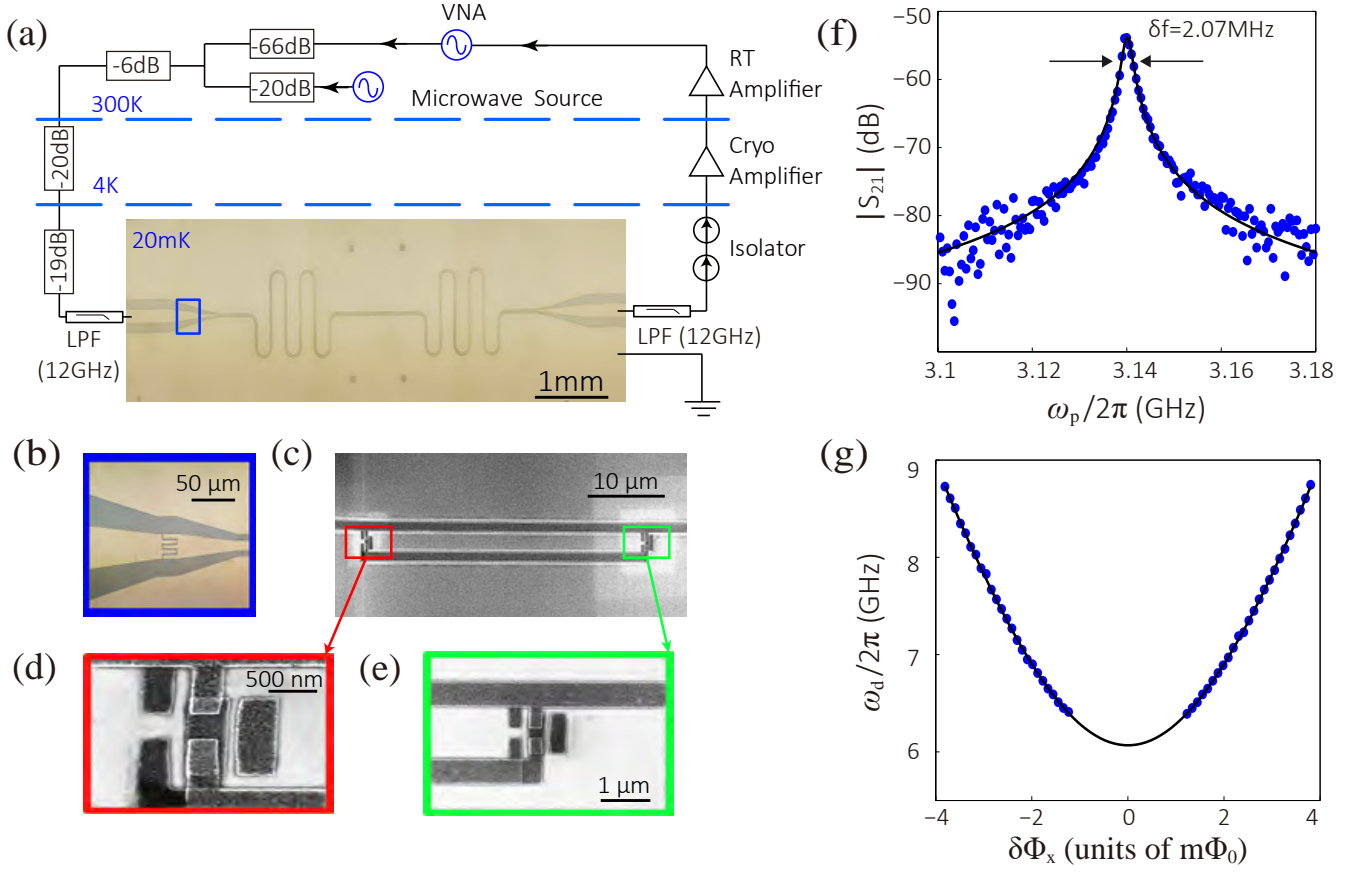 (a)
VNA
-66dB
-6dB
-20dB
RT
Amplifier
300K
Microwave Source
-20dB
Cryo
Amplifier
4K
20mK
-19dB
Isolator
LPF
(12GHz)
LPF (12GHz)
1mm
(b)
50 μm
(c)
10 μm
(d)
500 nm
(e)
1 μm
(f)
δf=2.07MHz
−50
−60
−70
−80
−90
|S21| (dB)
3.1
3.12
3.14
3.16
3.18
ωp/2π (GHz)
(g)
9
8
7
6
ωd/2π (GHz)
−4
−2
0
2
4
δΦx (units of mΦ0)